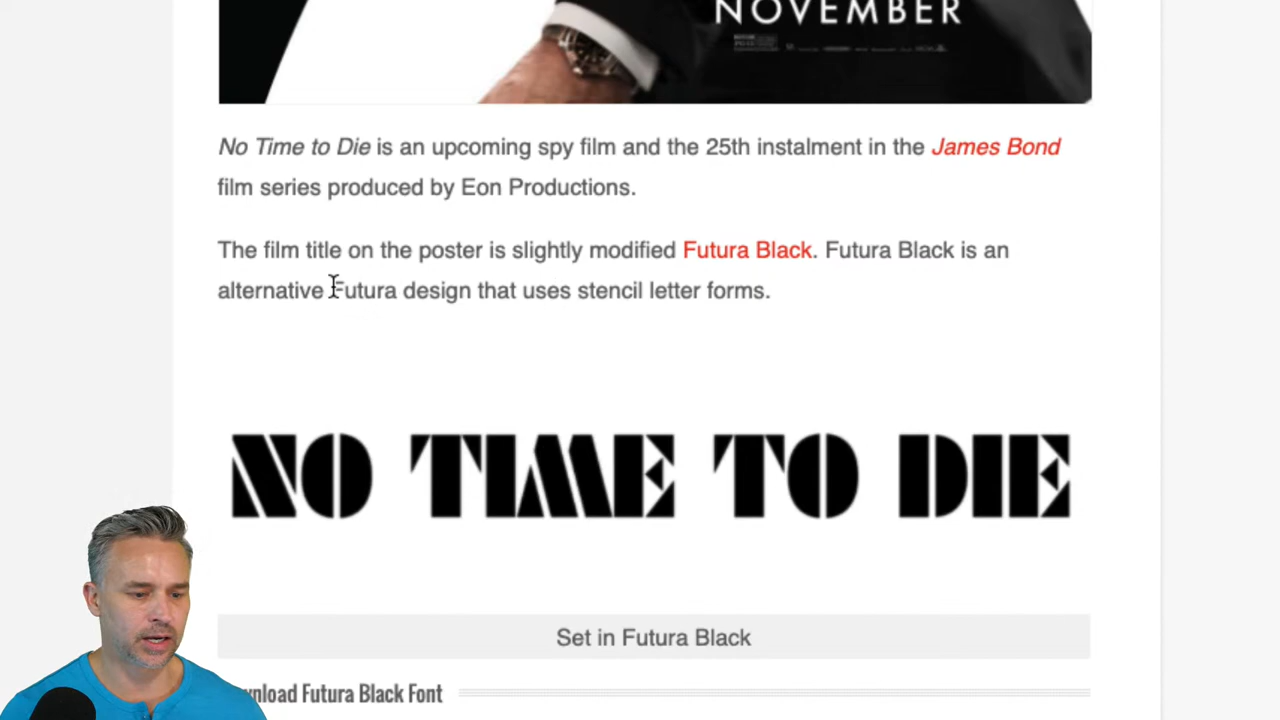 NOVEMBER
No Time to Die is an upcoming spy film and the 25th instalment in the James Bond
film series produced by Eon Productions.
The film title on the poster is slightly modified Futura Black. Futura Black is an
alternative Futura design that uses stencil letter forms.
NO TIME TO DIE
Set in Futura Black
Futura Black Font